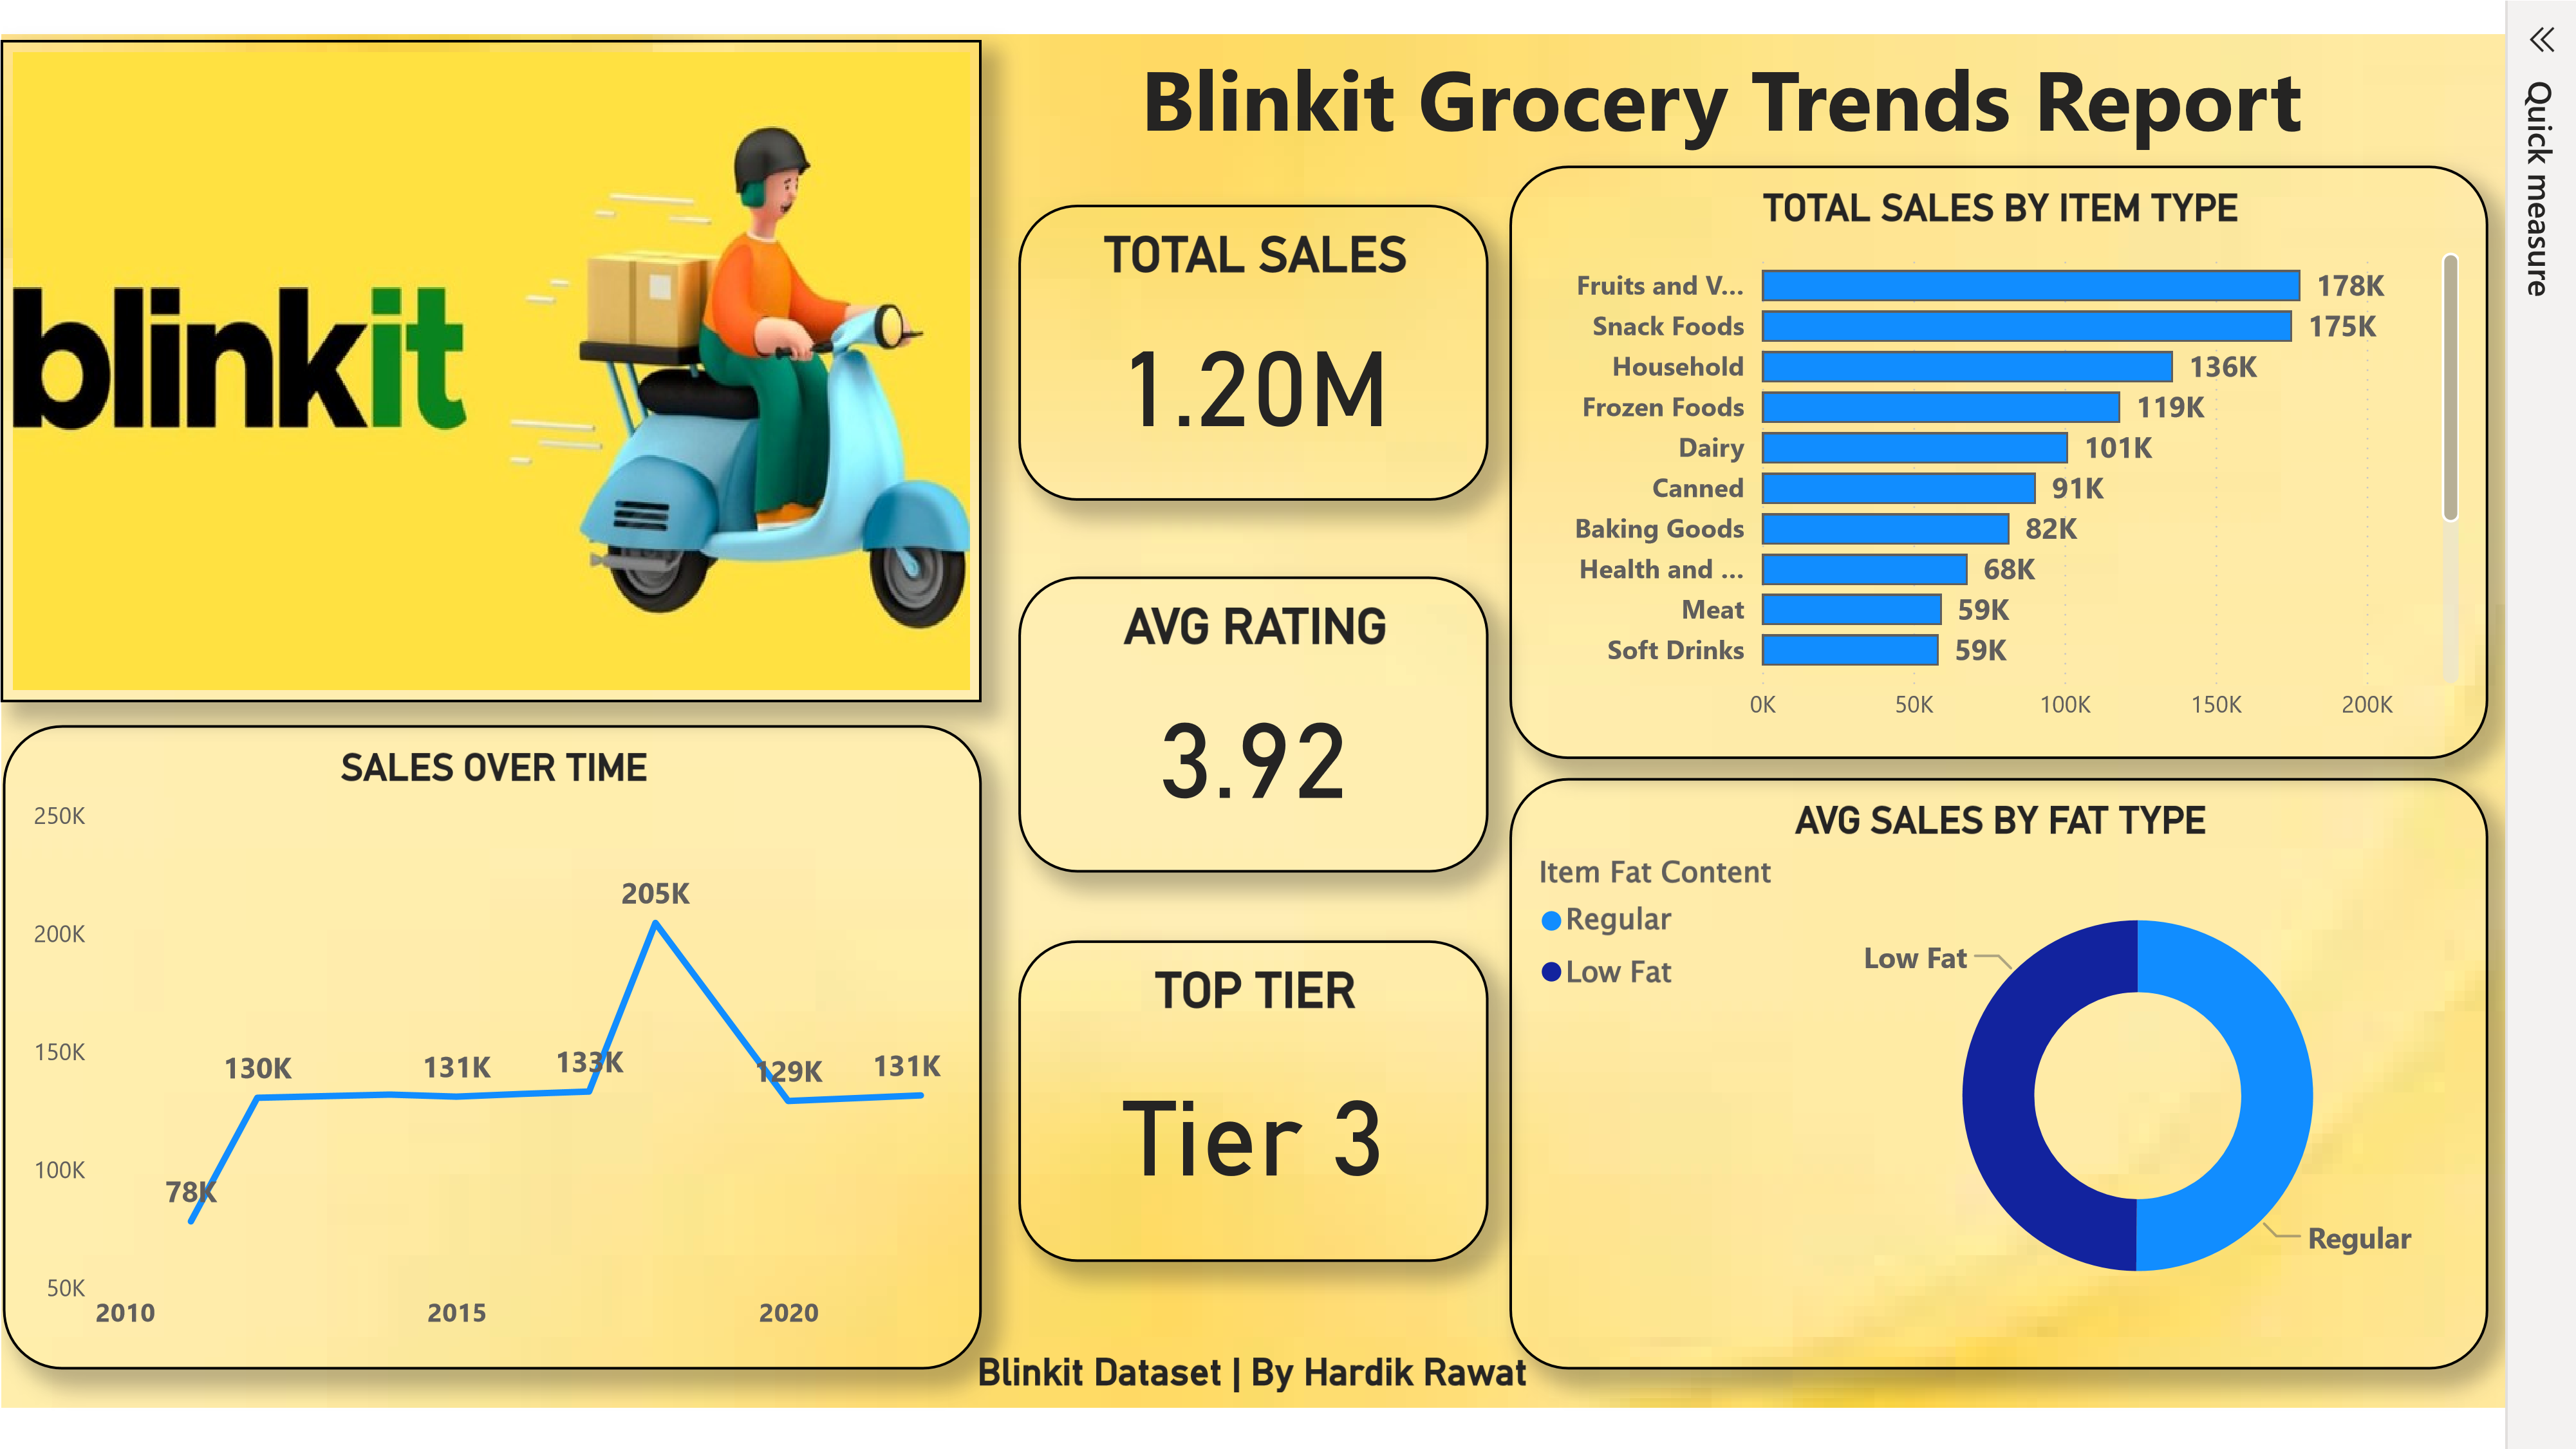 Blinkit Grocery Trends Report
Quick measure
blinkit
TOTAL SALES
1.20M
AVG RATING
3.92
TOP TIER
Tier 3
TOTAL SALES BY ITEM TYPE
Fruits and V... 178K
Snack Foods 175K
Household 136K
Frozen Foods 119K
Dairy 101K
Canned 91K
Baking Goods 82K
Health and ... 68K
Meat 59K
Soft Drinks 59K
0K 50K 100K 150K 200K
SALES OVER TIME
250K
205K
200K
150K
130K 131K 133K 129K 131K
100K
78K
50K
2010 2015 2020
AVG SALES BY FAT TYPE
Item Fat Content
Regular
Low Fat
Low Fat
Regular
Blinkit Dataset | By Hardik Rawat